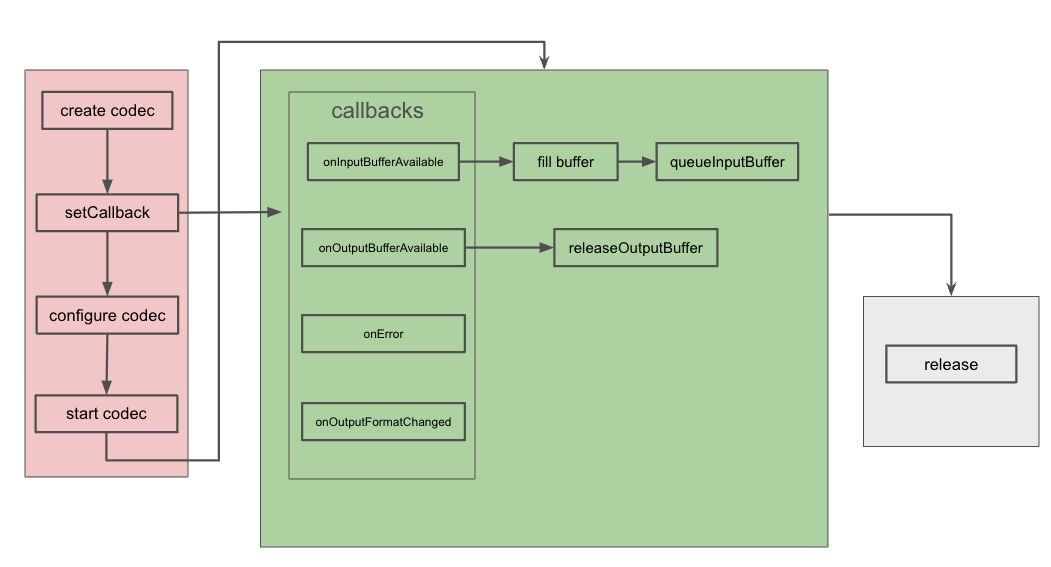 create codec
setCallback
configure codec
start codec
callbacks
onInputBufferAvailable
fill buffer
queueInputBuffer
onOutputBufferAvailable
releaseOutputBuffer
onError
onOutputFormatChanged
release